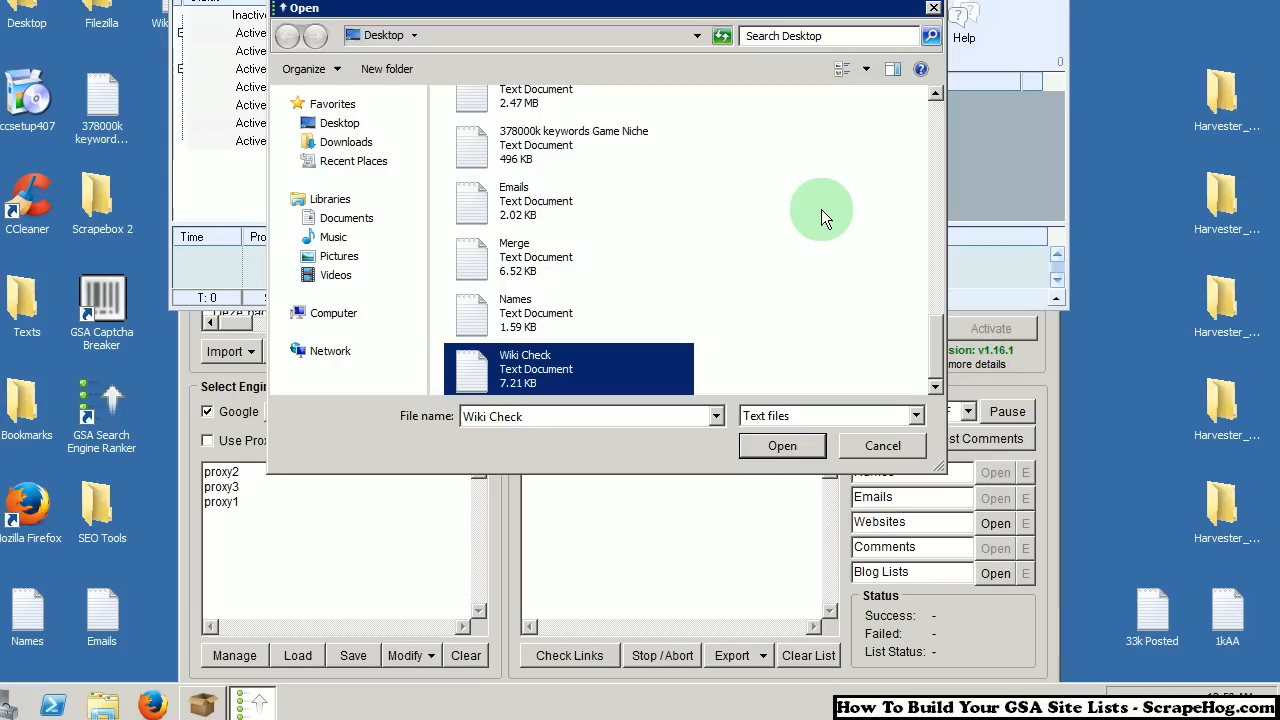 Desktop
Filezilla
Wik
Inactive
Active
Active
Active
Active
Active
Active
Active
Open
Help
0
Desktop
Search Desktop
Organize
New folder
Favorites
Desktop
Downloads
Recent Places
Libraries
Documents
Music
Pictures
Videos
Computer
Network
Text Document
2.47 MB
378000k keywords Game Niche
Text Document
496 KB
Emails
Text Document
2.02 KB
Merge
Text Document
6.52 KB
Names
Text Document
1.59 KB
Wiki Check
Text Document
7.21 KB
File name:
Wiki Check
Text files
Open
Cancel
ccsetup407
378000k
keyword...
CCleaner
Scrapebox 2
Texts
GSA Captcha
Breaker
Bookmarks
GSA Search
Engine Ranker
Mozilla Firefox
SEO Tools
Names
Emails
Harvester_...
Harvester_...
Harvester_...
Harvester_...
Harvester_...
33k Posted
1kAA
Time
Pro
T: 0
Import
Select Engin
Google
Use Prox
proxy2
proxy3
proxy1
Manage
Load
Save
Modify
Clear
Check Links
Stop / Abort
Export
Clear List
Activate
sion: v1.16.1
more details
Pause
st Comments
Names
Open
E
Emails
Open
E
Websites
Open
E
Comments
Open
E
Blog Lists
Open
E
Status
Success: -
Failed: -
List Status: -
How To Build Your GSA Site Lists - ScrapeHog.com